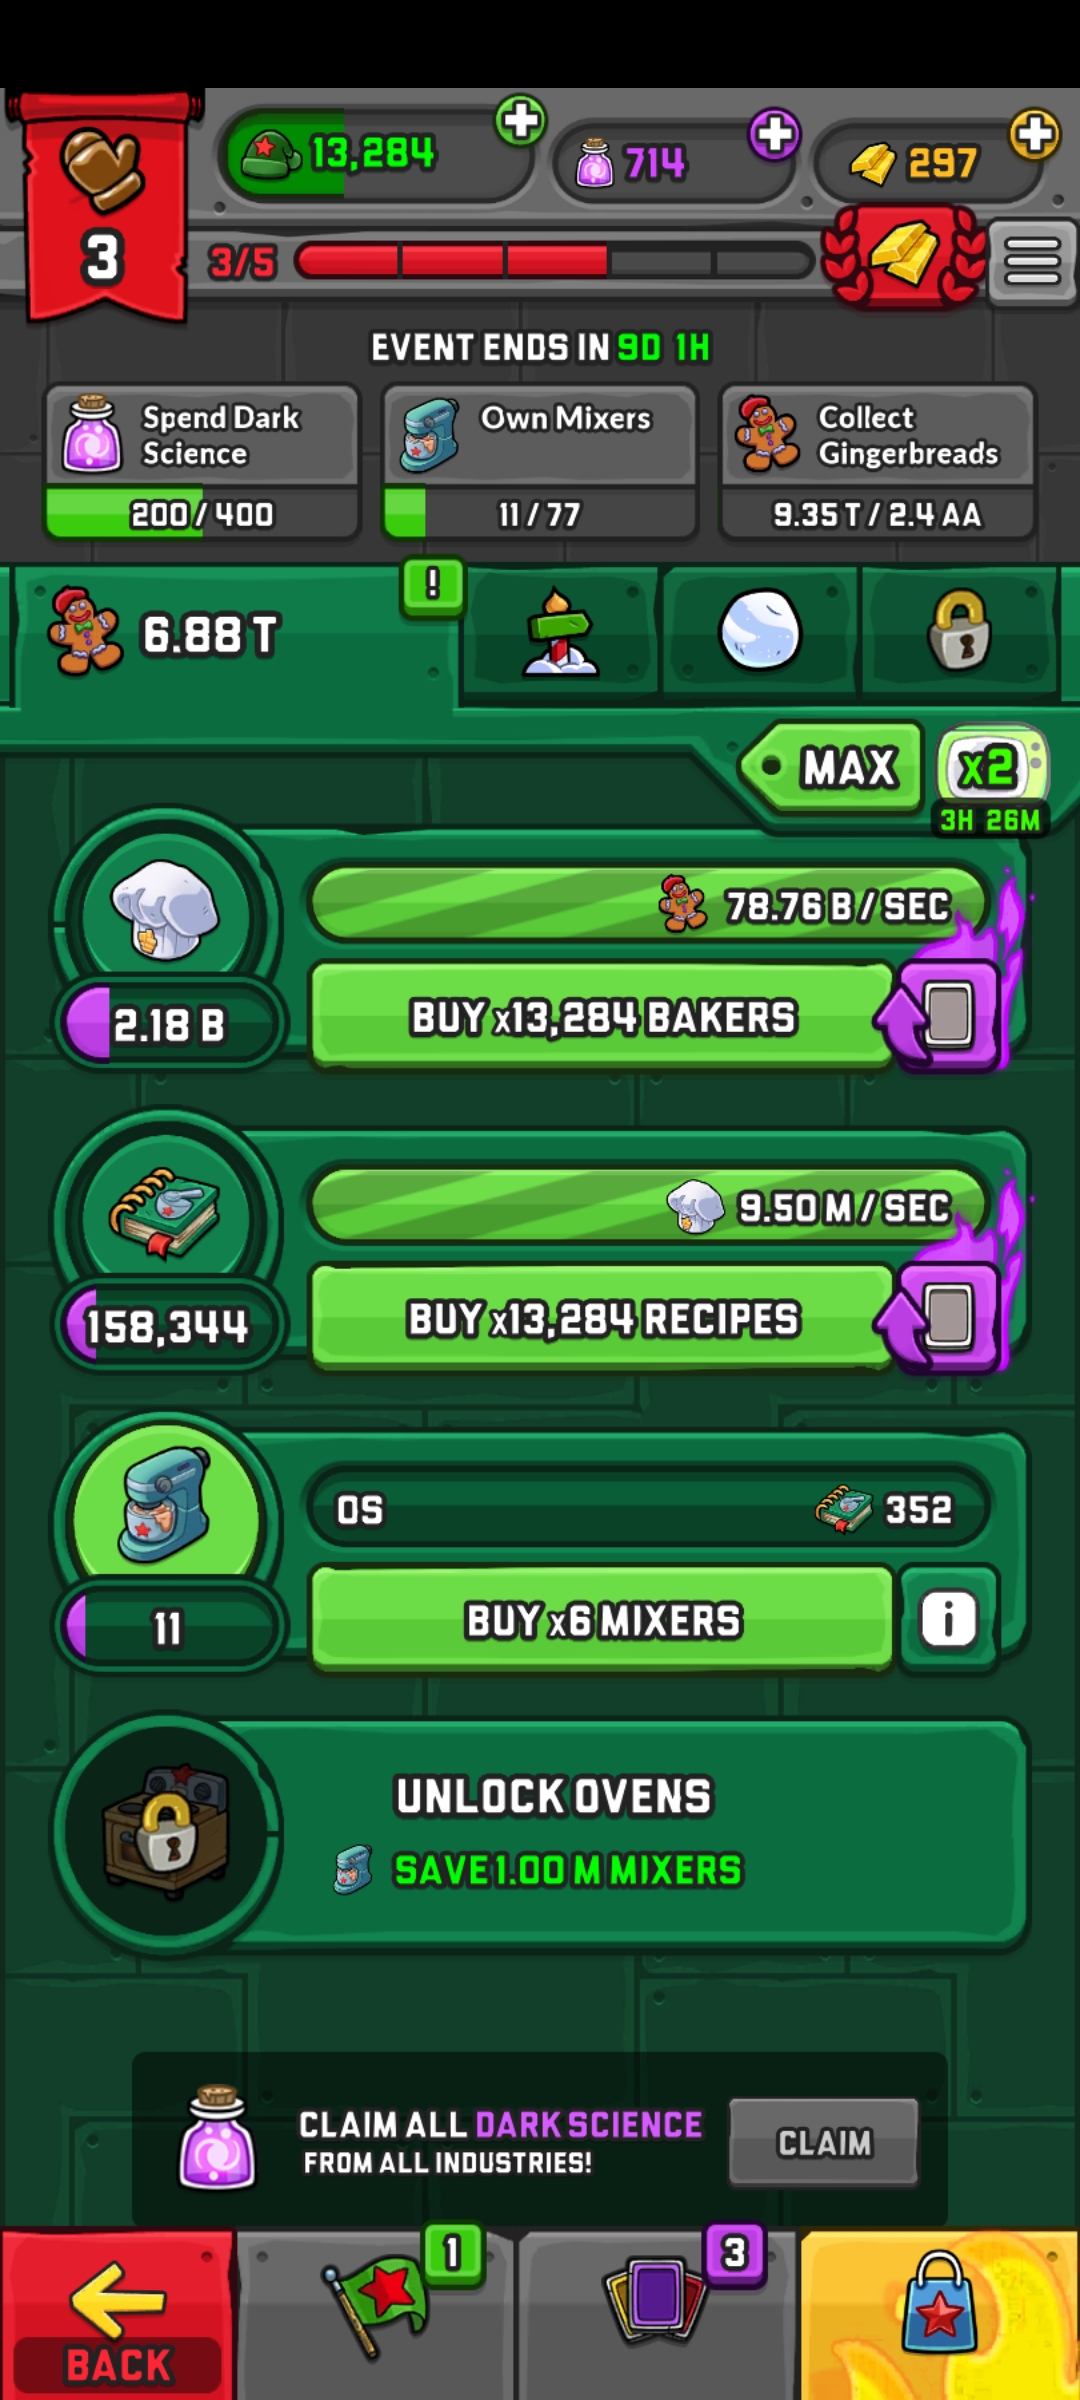 13,284
714
297
3
3/5
EVENT ENDS IN 9D 1H
Spend Dark
Science
200 / 400
Own Mixers
11 / 77
Collect
Gingerbreads
9.35 T / 2.4 AA
6.88 T
!
MAX
x2
3H 26M
78.76 B / SEC
2.18 B
BUY x13,284 BAKERS
9.50 M / SEC
158,344
BUY x13,284 RECIPES
0S
352
11
BUY x6 MIXERS
i
UNLOCK OVENS
SAVE 1.00 M MIXERS
CLAIM ALL DARK SCIENCE
FROM ALL INDUSTRIES!
CLAIM
BACK
1
3